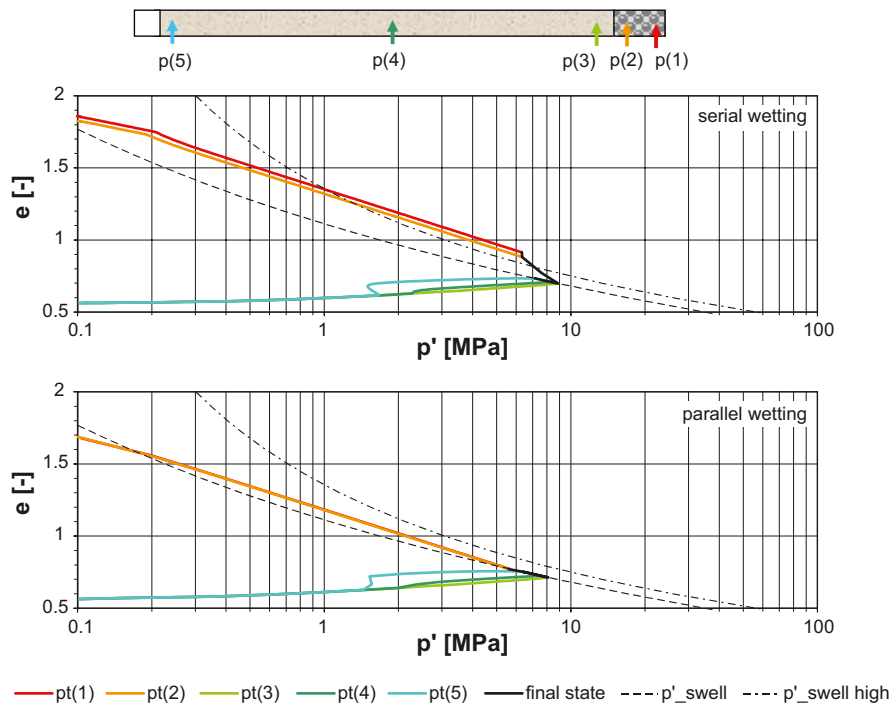 p(5) p(4) p(3) p(2) p(1)
2
serial wetting
1.5
e [-]
1
0.5
0.1 1 10 100
p' [MPa]
2
parallel wetting
1.5
e [-]
1
0.5
0.1 1 10 100
p' [MPa]
pt(1) pt(2) pt(3) pt(4) pt(5) final state p'_swell p'_swell high